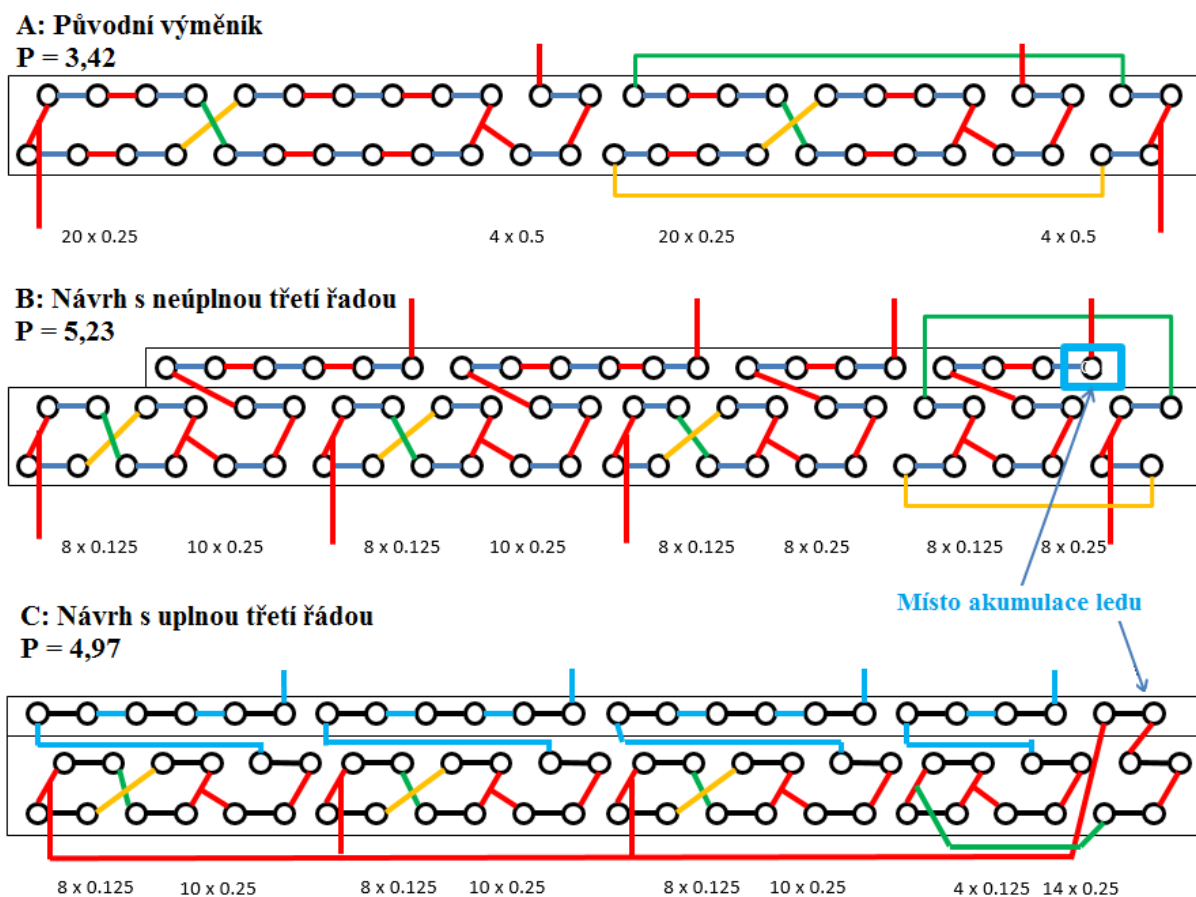 A: Původní výměník
P = 3,42
20 x 0.25 4 x 0.5 20 x 0.25 4 x 0.5
B: Návrh s neúplnou třetí řadou
P = 5,23
8 x 0.125 10 x 0.25 8 x 0.125 10 x 0.25 8 x 0.125 8 x 0.25 8 x 0.125 8 x 0.25
Místo akumulace ledu
C: Návrh s uplnou třetí řádou
P = 4,97
8 x 0.125 10 x 0.25 8 x 0.125 10 x 0.25 8 x 0.125 10 x 0.25 4 x 0.125 14 x 0.25